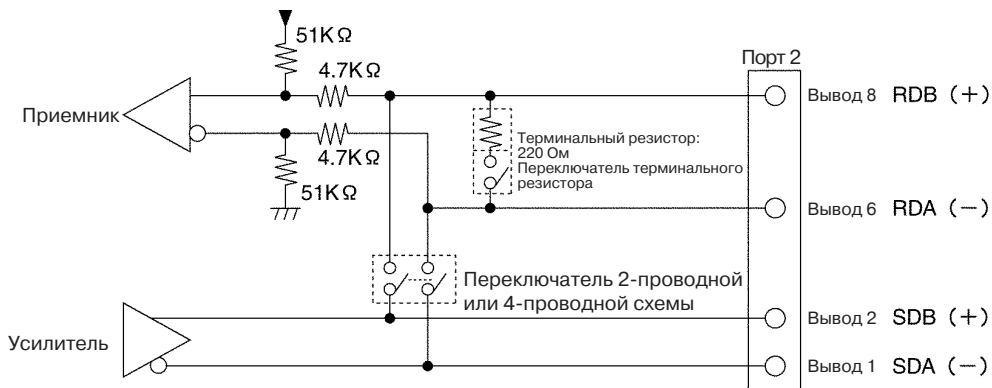 51KΩ
Порт 2
4.7KΩ
Вывод 8 RDB (+)
Приемник
Терминальный резистор:
220 Ом
4.7KΩ
Переключатель терминального
резистора
51KΩ
Вывод 6 RDA (—)
Переключатель 2-проводной
или 4-проводной схемы
Вывод 2 SDB (+)
Усилитель
Вывод 1 SDA (—)